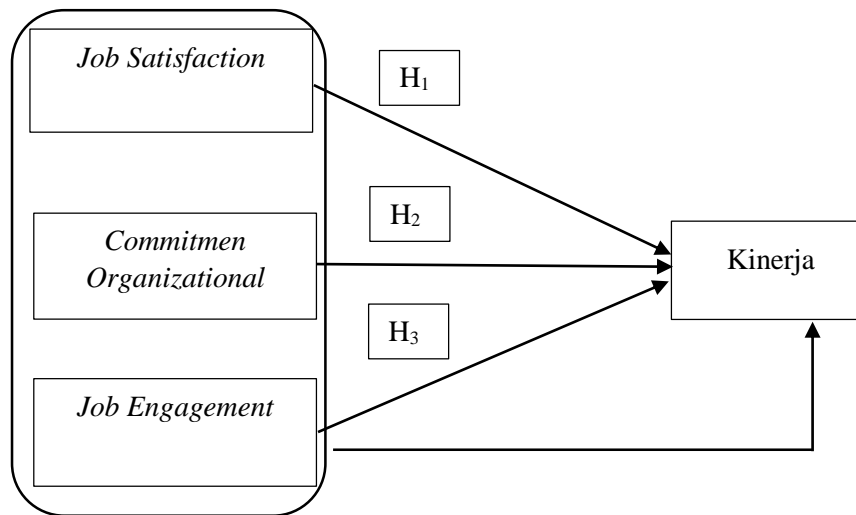 Job Satisfaction
H₁
Commitmen
Organizational
H₂
Kinerja
H₃
Job Engagement